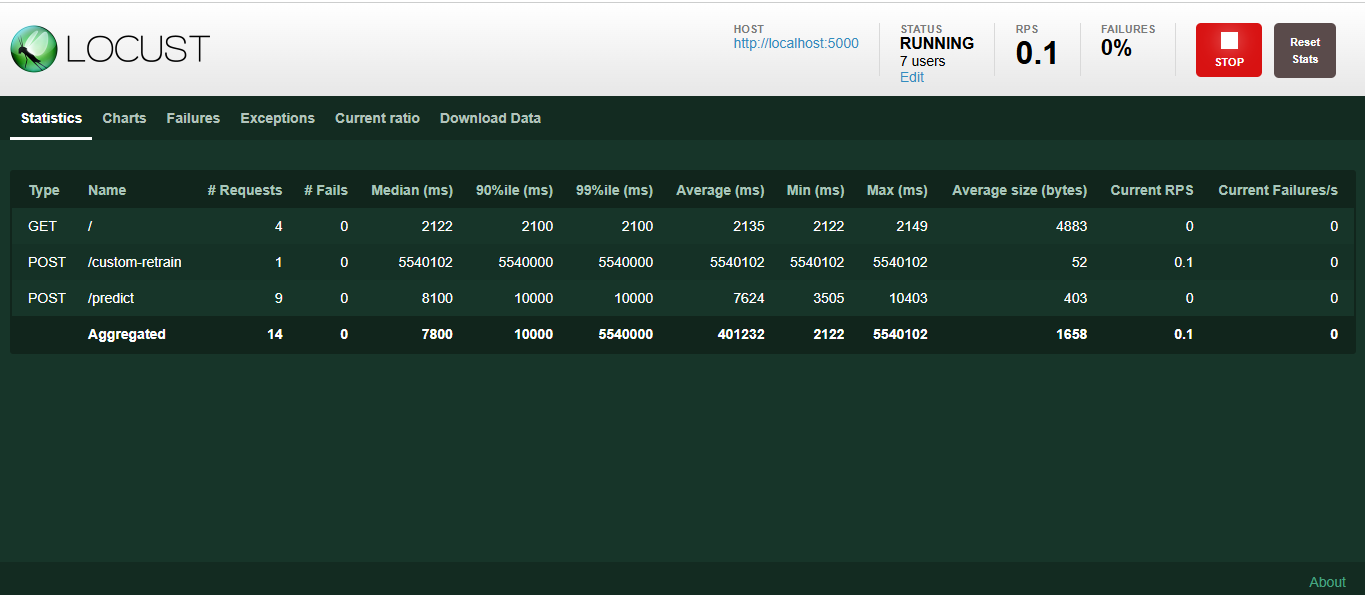 LOCUST
HOST
http://localhost:5000
STATUS
RUNNING
7 users
Edit
RPS
0.1
FAILURES
0%
STOP
Reset
Stats
Statistics Charts Failures Exceptions Current ratio Download Data
Type Name # Requests # Fails Median (ms) 90%ile (ms) 99%ile (ms) Average (ms) Min (ms) Max (ms) Average size (bytes) Current RPS Current Failures/s
GET / 4 0 2122 2100 2100 2135 2122 2149 4883 0 0
POST /custom-retrain 1 0 5540102 5540000 5540000 5540102 5540102 5540102 52 0.1 0
POST /predict 9 0 8100 10000 10000 7624 3505 10403 403 0 0
Aggregated 14 0 7800 10000 5540000 401232 2122 5540102 1658 0.1 0
About